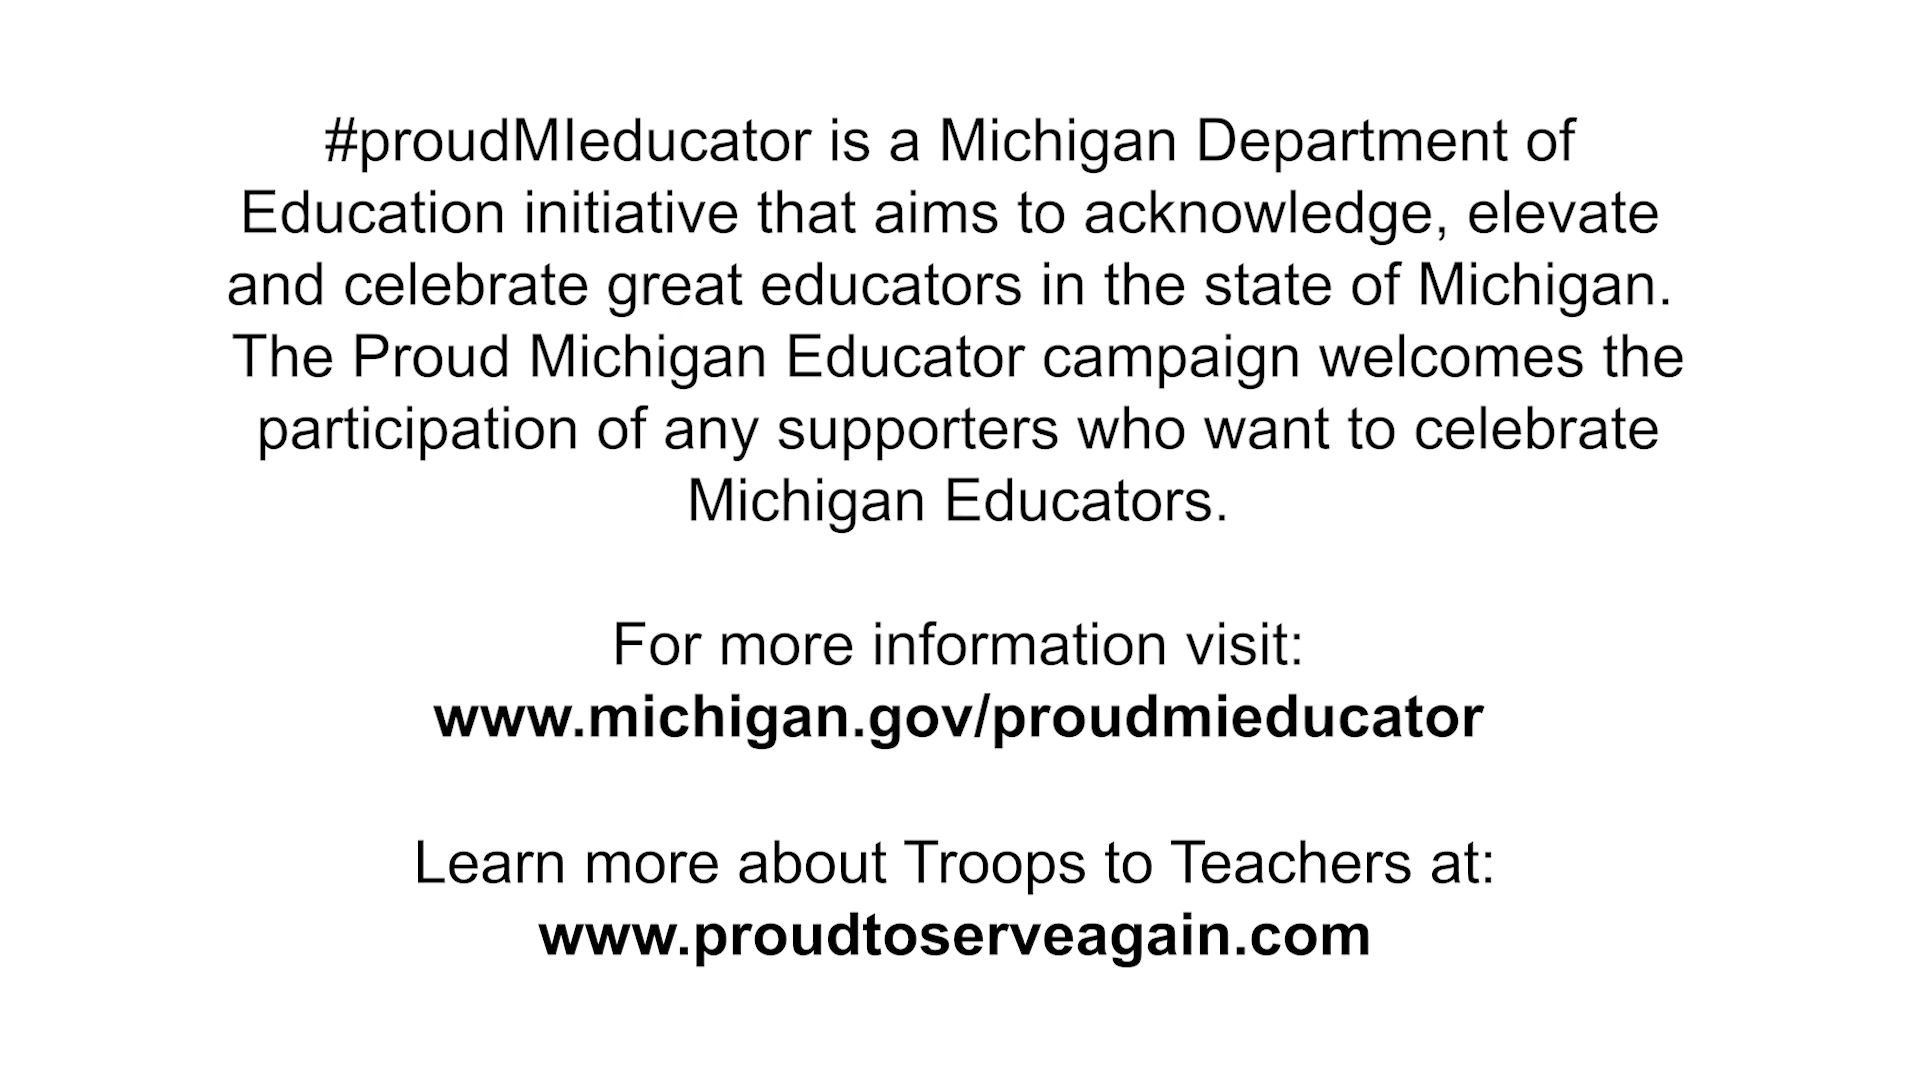 #proudMIeducator is a Michigan Department of
Education initiative that aims to acknowledge, elevate
and celebrate great educators in the state of Michigan.
The Proud Michigan Educator campaign welcomes the
participation of any supporters who want to celebrate
Michigan Educators.
For more information visit:
www.michigan.gov/proudmieducator
Learn more about Troops to Teachers at:
www.proudtoserveagain.com